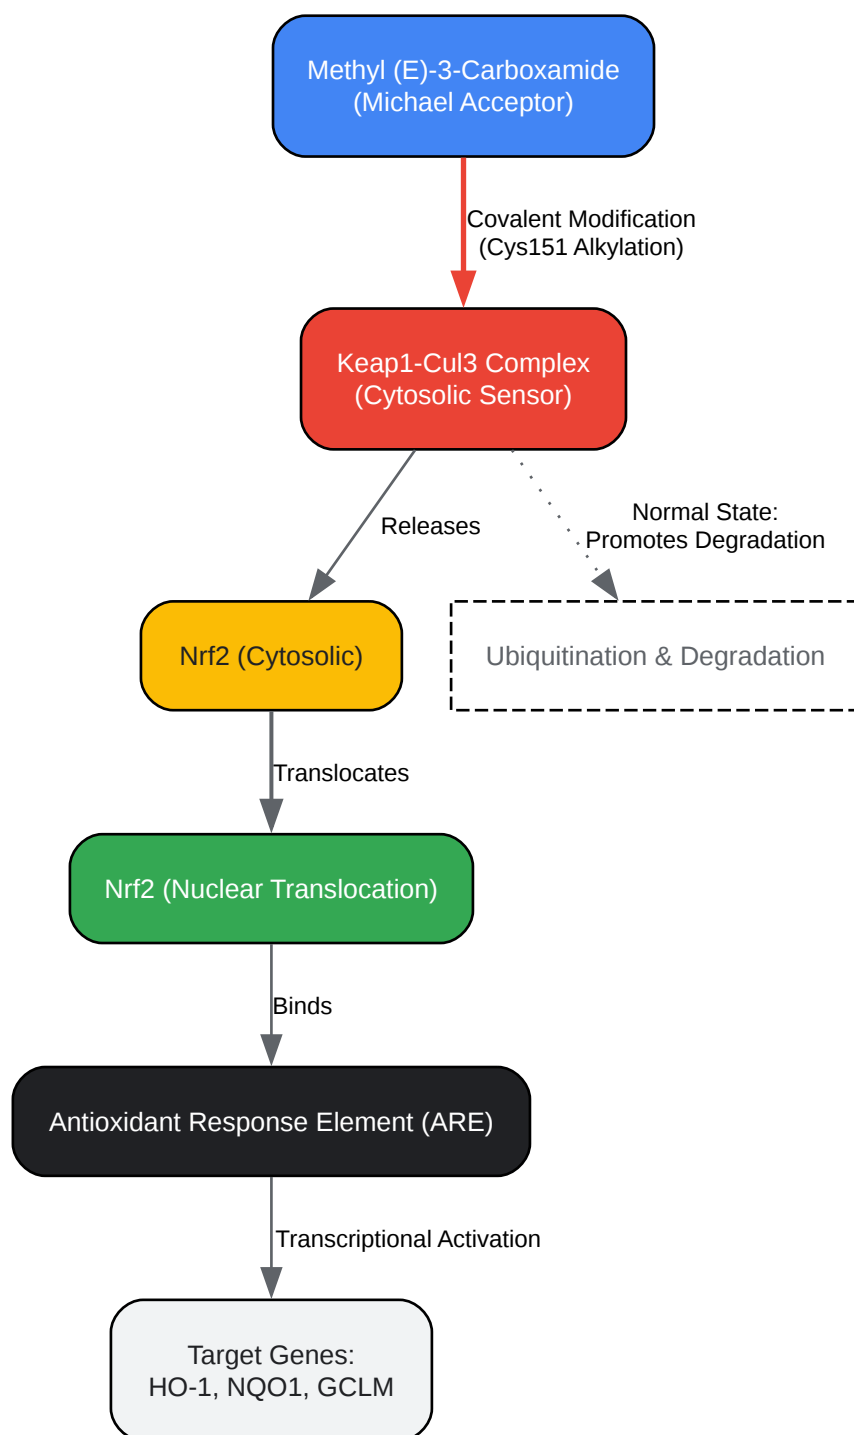 Methyl (E)-3-Carboxamide
(Michael Acceptor)
Covalent Modification
(Cys151 Alkylation)
Keap1-Cul3 Complex
(Cytosolic Sensor)
Releases
Normal State:
Promotes Degradation
Nrf2 (Cytosolic)
Ubiquitination & Degradation
Translocates
Nrf2 (Nuclear Translocation)
Binds
Antioxidant Response Element (ARE)
Transcriptional Activation
Target Genes:
HO-1, NQO1, GCLM